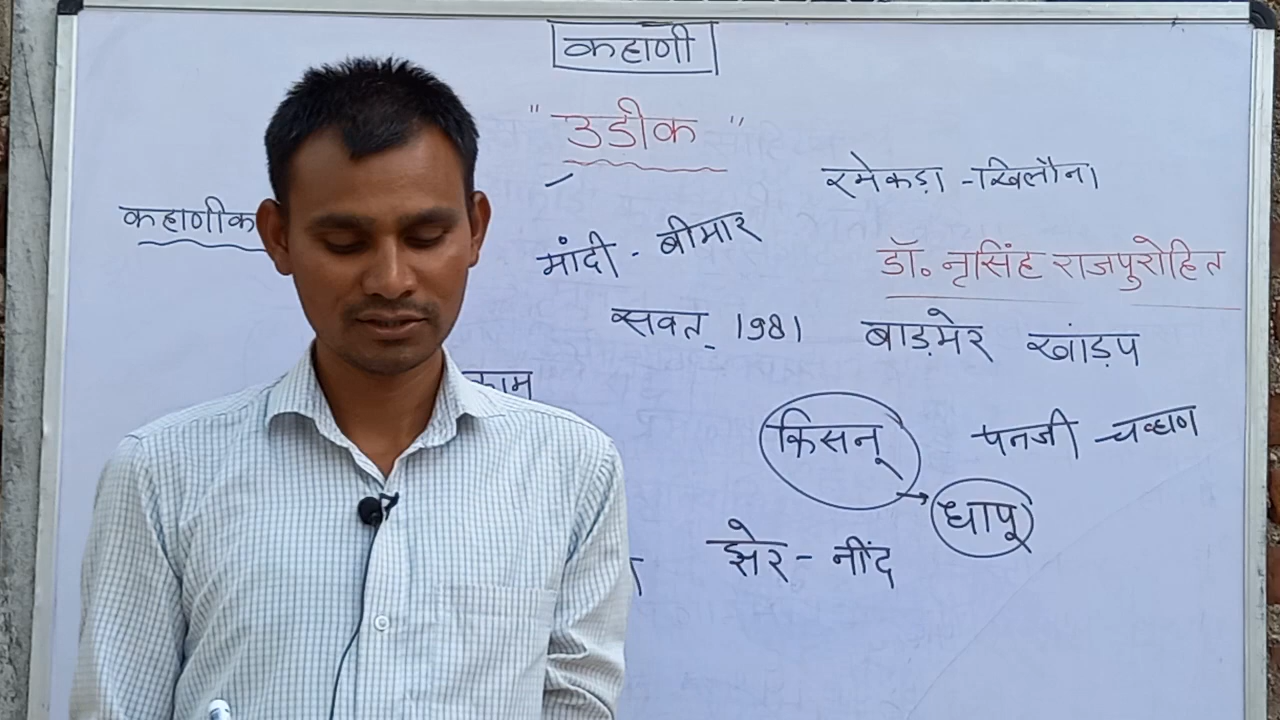 कहाणी
"उडीक"
रमेकड़ा - खिलौना
कहाणीक
मांदी - बीमार
डॉ. नृसिंह राजपुरोहित
सवत् 1981 बाड़मेर खांड़प
काम
किसनू पनजी चव्हाण
→ धापू
झेर - नींद